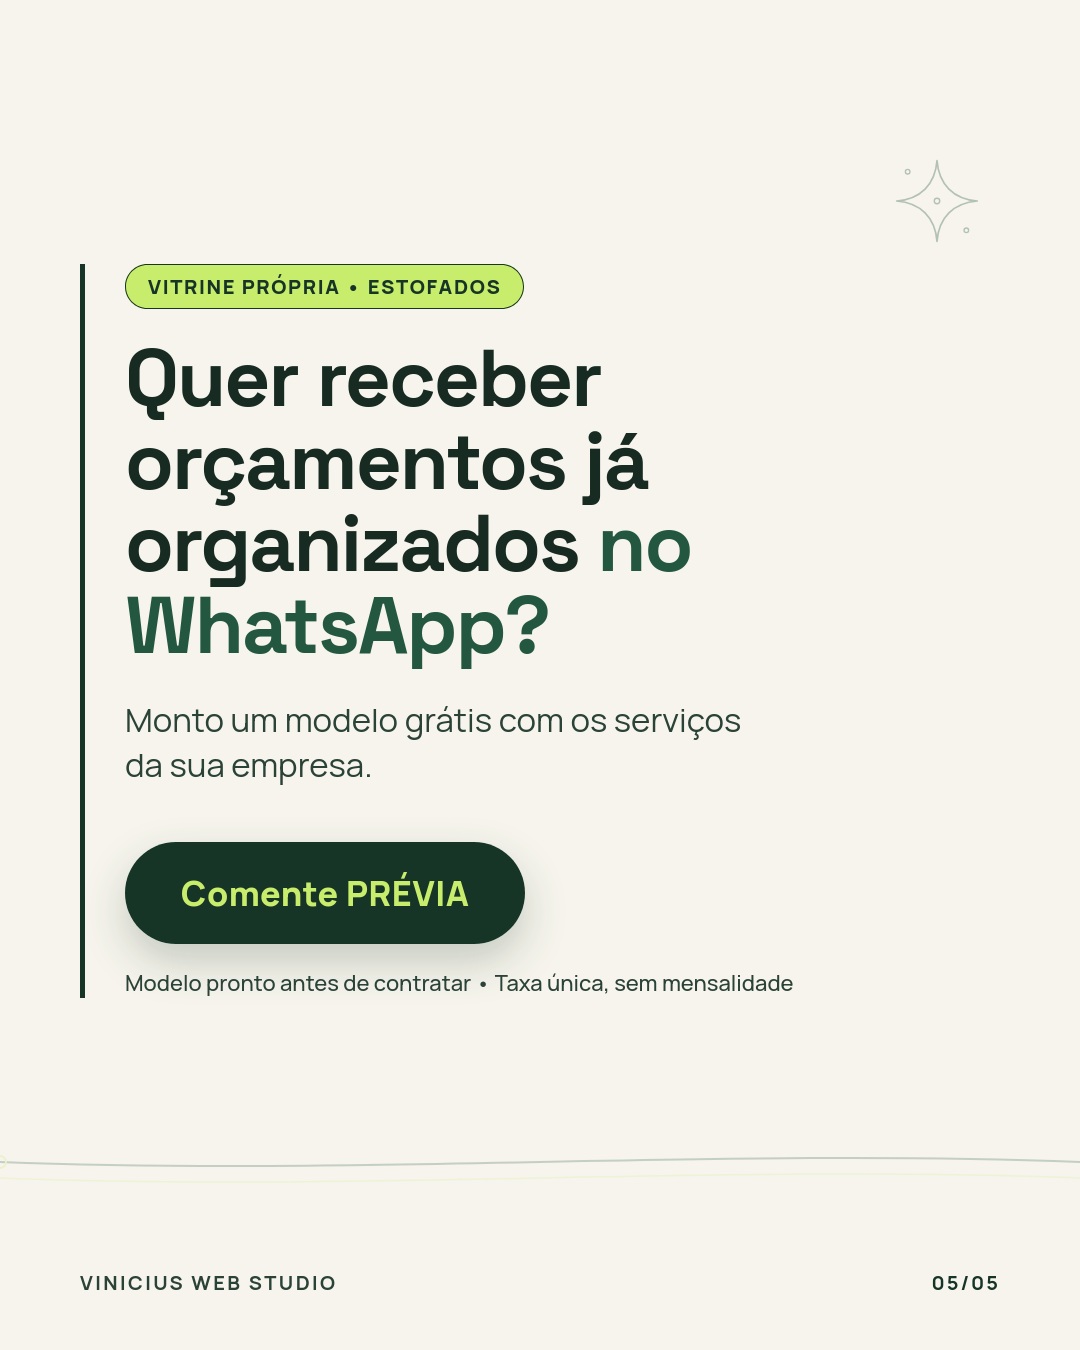 VITRINE PRÓPRIA • ESTOFADOS
Quer receber
orçamentos já
organizados no
WhatsApp?
Monto um modelo grátis com os serviços
da sua empresa.
Comente PRÉVIA
Modelo pronto antes de contratar • Taxa única, sem mensalidade
VINICIUS WEB STUDIO
05/05